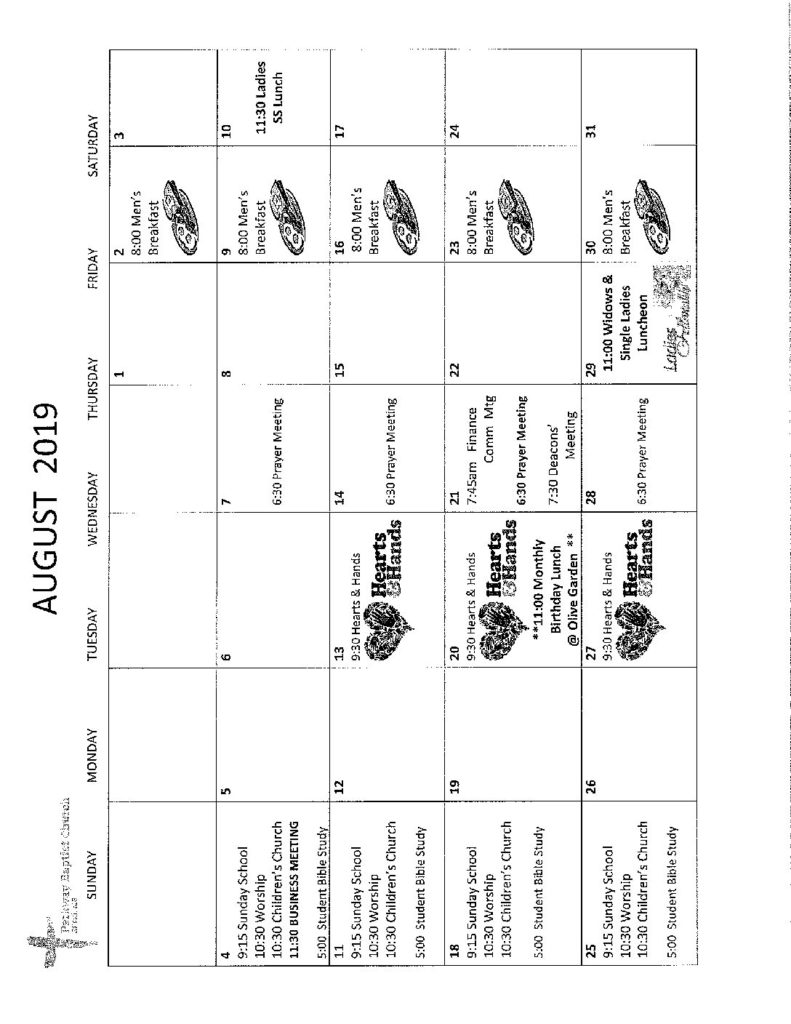 Parkway Baptist Church
AUGUST 2019
SUNDAY MONDAY TUESDAY WEDNESDAY THURSDAY FRIDAY SATURDAY
1
2
8:00 Men's
Breakfast
3
4
9:15 Sunday School
10:30 Worship
10:30 Children's Church
11:30 BUSINESS MEETING
5:00 Student Bible Study
5
6
7
6:30 Prayer Meeting
8
9
8:00 Men's
Breakfast
10
11:30 Ladies
SS Lunch
11
9:15 Sunday School
10:30 Worship
10:30 Children's Church
5:00 Student Bible Study
12
13
9:30 Hearts & Hands
Hearts
& Hands
14
6:30 Prayer Meeting
15
16
8:00 Men's
Breakfast
17
18
9:15 Sunday School
10:30 Worship
10:30 Children's Church
5:00 Student Bible Study
19
20
9:30 Hearts & Hands
Hearts
& Hands
**11:00 Monthly
Birthday Lunch
@ Olive Garden **
21
7:45am Finance
Comm Mtg
6:30 Prayer Meeting
7:30 Deacons'
Meeting
22
23
8:00 Men's
Breakfast
24
25
9:15 Sunday School
10:30 Worship
10:30 Children's Church
5:00 Student Bible Study
26
27
9:30 Hearts & Hands
Hearts
& Hands
28
6:30 Prayer Meeting
29
11:00 Widows &
Single Ladies
Luncheon
Ladies
Fellowship
30
8:00 Men's
Breakfast
31